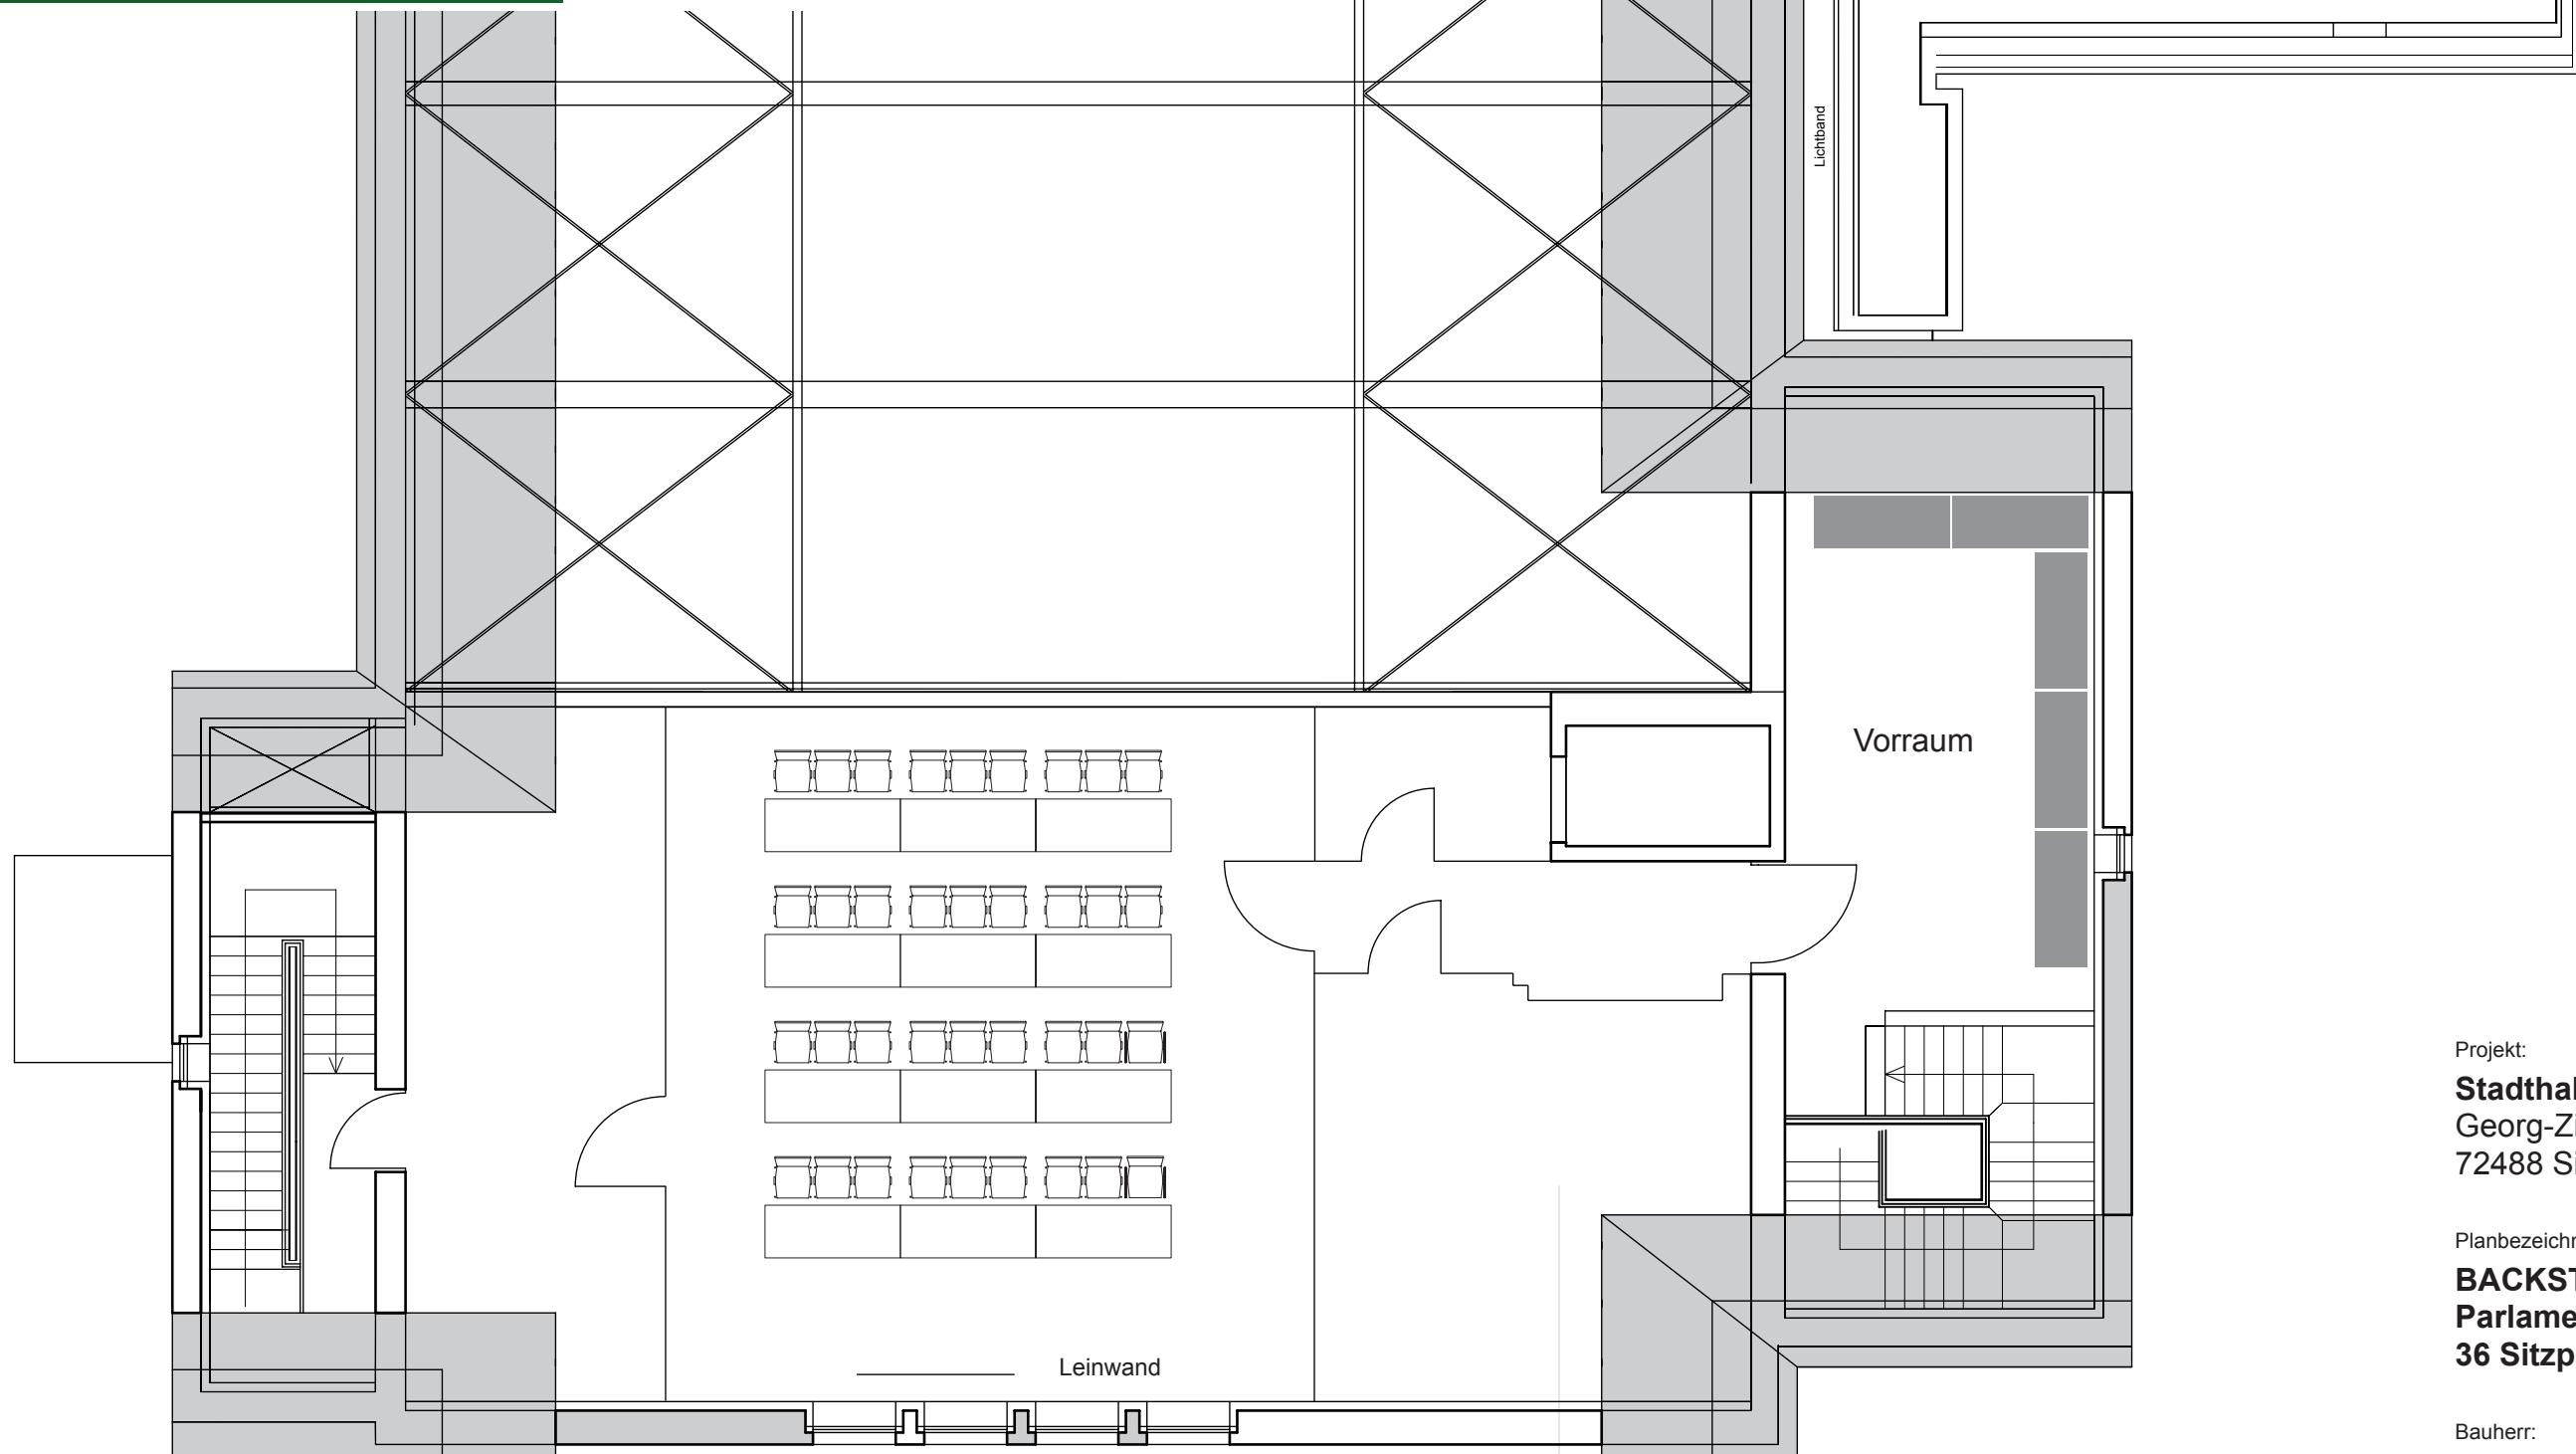 Lichtband
Vorraum
Leinwand
Projekt:
Stadthal
Georg-Z
72488 S
Planbezeichn
BACKST
Parlame
36 Sitzp
Bauherr: